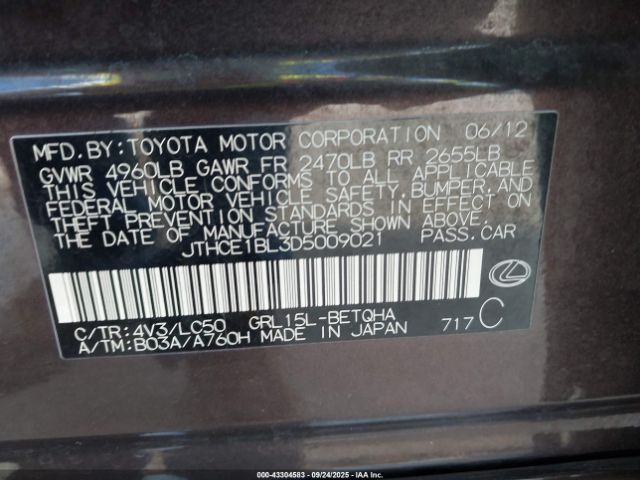 MFD.BY:TOYOTA MOTOR CORPORATION 06/12
GVWR 4960LB GAWR FR 2470LB RR 2655LB
THIS VEHICLE CONFORMS TO ALL APPLICABLE
FEDERAL MOTOR VEHICLE SAFETY,BUMPER,AND
THEFT PREVENTION STANDARDS IN EFFECT ON
THE DATE OF MANUFACTURE SHOWN ABOVE.
JTHCE1BL3D5009021 PASS.CAR
C/TR:4V3/LC50 GRL15L-BETQHA
A/TM:B03A/A760H MADE IN JAPAN 717 C
000-43304583 | 09/24/2025 | IAAI.COM